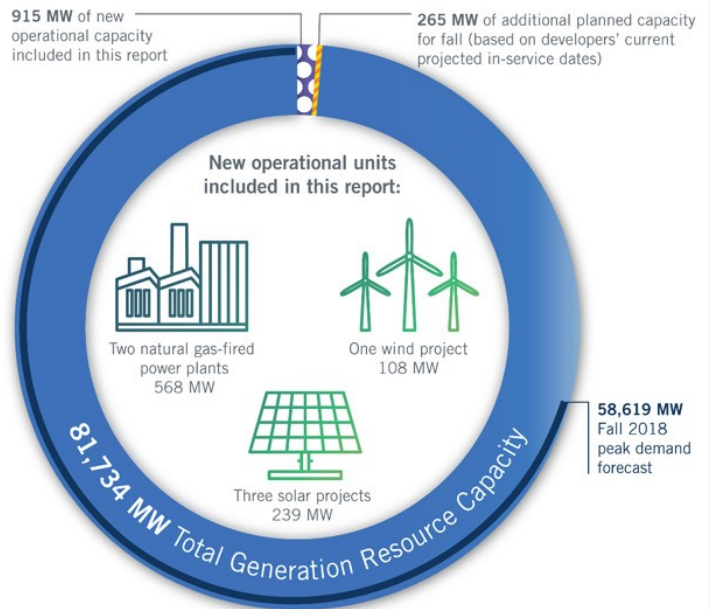 915 MW of new
operational capacity
included in this report
265 MW of additional planned capacity
for fall (based on developers' current
projected in-service dates)
New operational units
included in this report:
Two natural gas-fired
power plants
568 MW
One wind project
108 MW
Three solar projects
239 MW
58,619 MW
Fall 2018
peak demand
forecast
81,734 MW Total Generation Resource Capacity